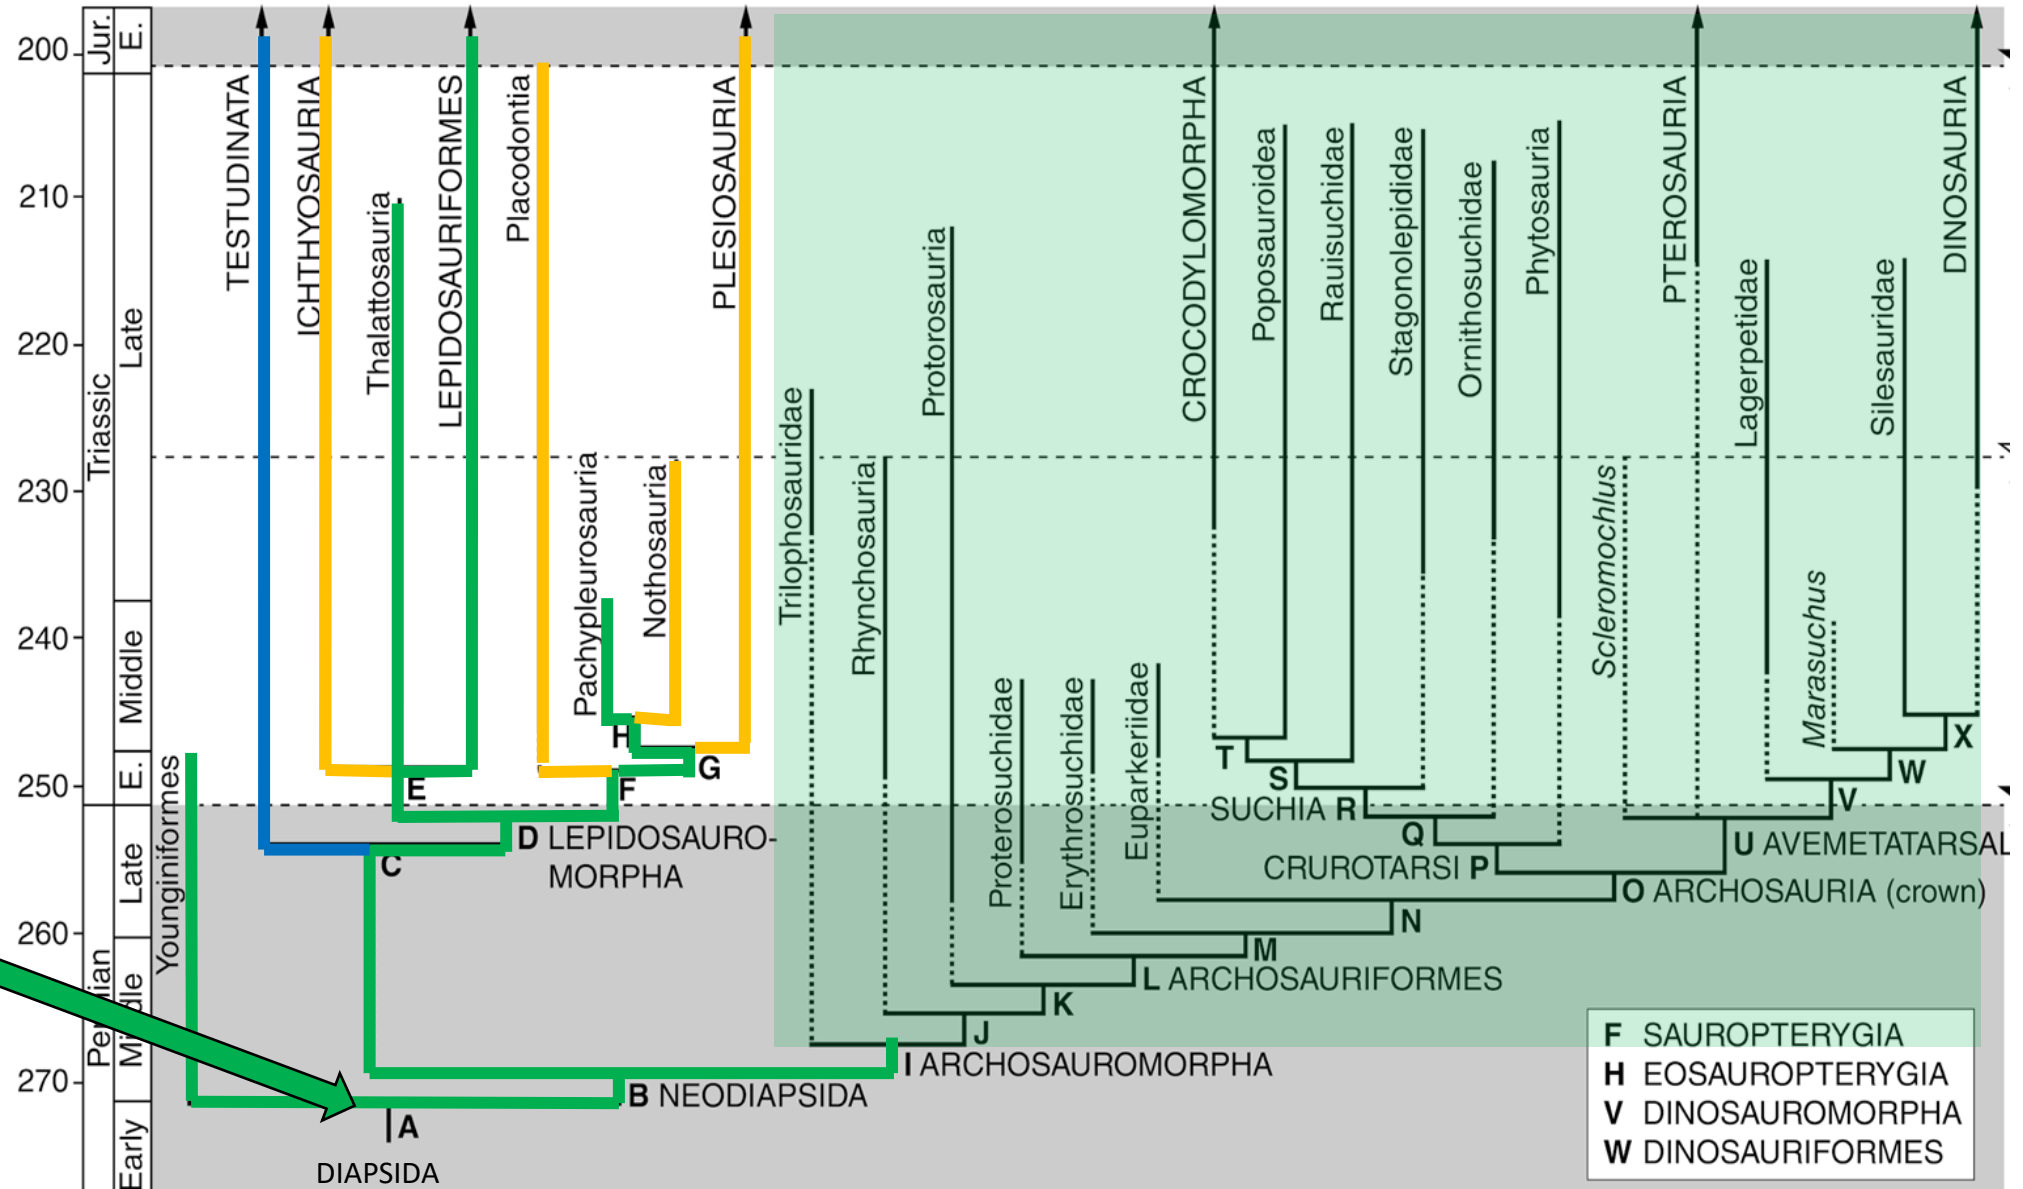 200
210
220
230
240
250
260
270
Jur.
E.
Triassic
Late
Middle
E.
Late
Early
TESTUDINATA
ICHTHYOSAURIA
Thalattosauria
LEPIDOSAURIFORMES
Placodontia
Pachypleurosauria
Nothosauria
PLESIOSAURIA
Trilophosauridae
Rhynchosauria
Protorosauria
Proterosuchidae
Erythrosuchidae
Euparkeriidae
CROCODYLOMORPHA
Poposauroidea
Rauisuchidae
Stagonolepididae
Ornithosuchidae
Phytosauria
Scleromochlus
PTEROSAURIA
Lagerpetidae
Marasuchus
Silesauridae
DINOSAURIA
Younginiformes
H
G
E
F
D LEPIDOSAURO-
MORPHA
C
T
S
SUCHIA R
Q
CRUROTARSI P
X
W
V
U AVEMETATARSAL
O ARCHOSAURIA (crown)
N
M
L ARCHOSAURIFORMES
K
J
I ARCHOSAUROMORPHA
B NEODIAPSIDA
A
DIAPSIDA
F SAUROPTERYGIA
H EOSAUROPTERYGIA
V DINOSAUROMORPHA
W DINOSAURIFORMES